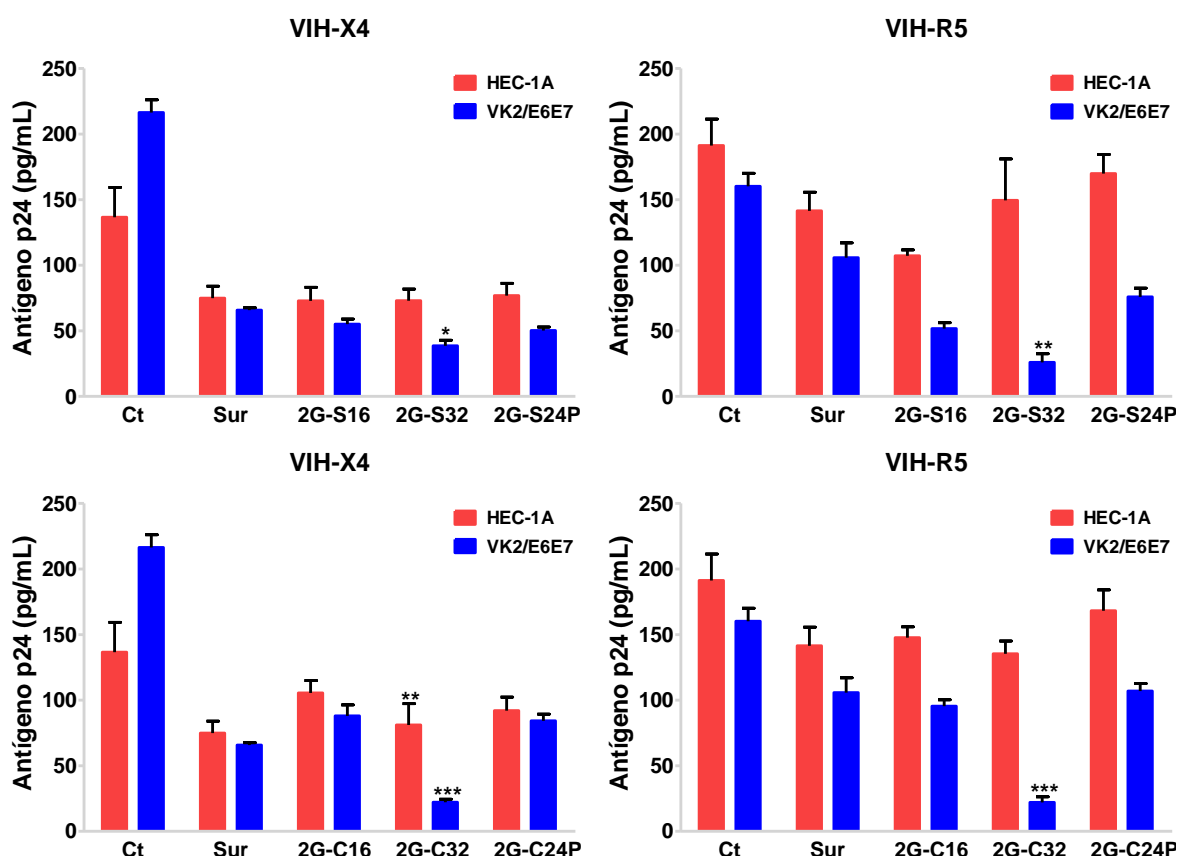 VIH-X4
Antígeno p24 (pg/mL)
250
200
150
100
50
0
HEC-1A
VK2/E6E7
*
Ct Sur 2G-S16 2G-S32 2G-S24P
VIH-R5
Antígeno p24 (pg/mL)
250
200
150
100
50
0
HEC-1A
VK2/E6E7
**
Ct Sur 2G-S16 2G-S32 2G-S24P
VIH-X4
Antígeno p24 (pg/mL)
250
200
150
100
50
0
HEC-1A
VK2/E6E7
**
***
Ct Sur 2G-C16 2G-C32 2G-C24P
VIH-R5
Antígeno p24 (pg/mL)
250
200
150
100
50
0
HEC-1A
VK2/E6E7
***
Ct Sur 2G-C16 2G-C32 2G-C24P